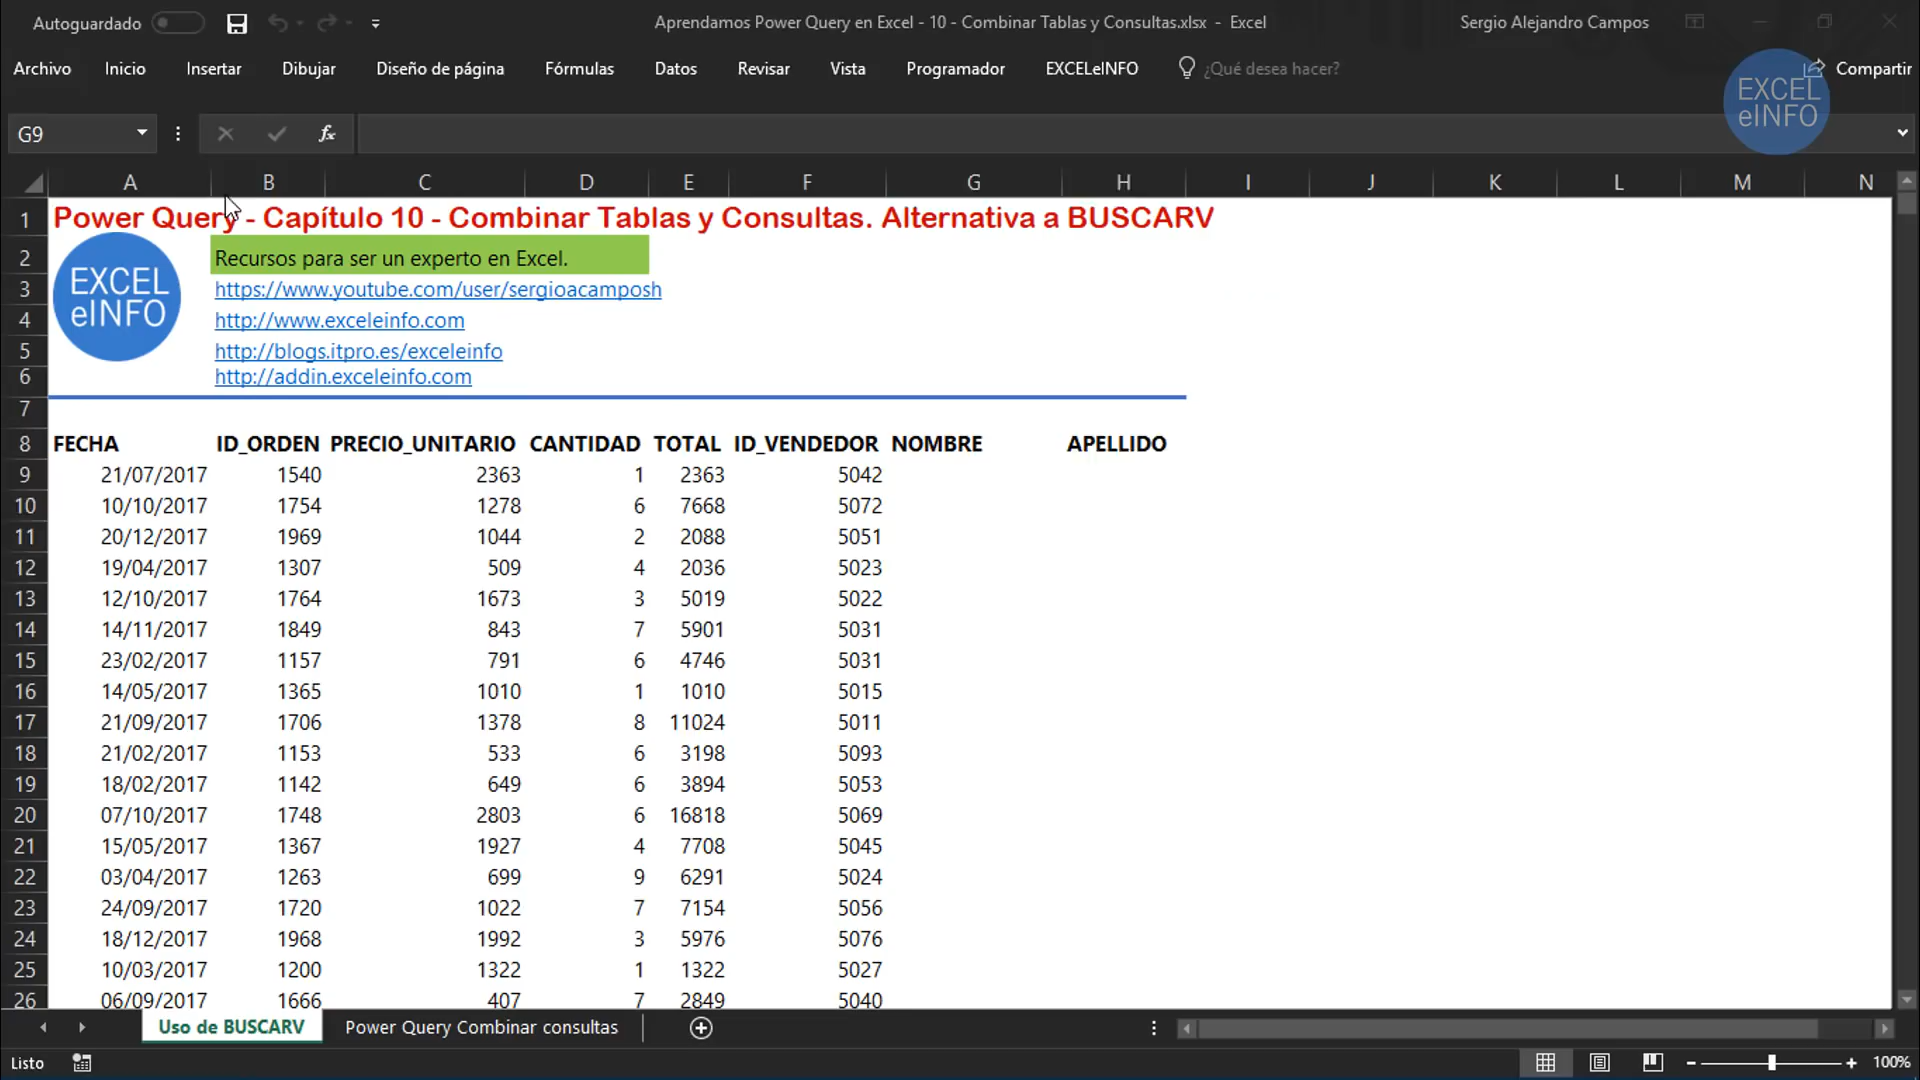 Autoguardado
Aprendamos Power Query en Excel - 10 - Combinar Tablas y Consultas.xlsx - Excel
Sergio Alejandro Campos
Archivo Inicio Insertar Dibujar Diseño de página Fórmulas Datos Revisar Vista Programador EXCELeINFO ¿Qué desea hacer? Compartir
EXCEL
eINFO
G9 fx
A B C D E F G H I J K L M N
1 Power Query - Capítulo 10 - Combinar Tablas y Consultas. Alternativa a BUSCARV
EXCEL
eINFO
2 Recursos para ser un experto en Excel.
3 https://www.youtube.com/user/sergioacamposh
4 http://www.exceleinfo.com
5 http://blogs.itpro.es/exceleinfo
6 http://addin.exceleinfo.com
7
8 FECHA ID_ORDEN PRECIO_UNITARIO CANTIDAD TOTAL ID_VENDEDOR NOMBRE APELLIDO
9 21/07/2017 1540 2363 1 2363 5042
10 10/10/2017 1754 1278 6 7668 5072
11 20/12/2017 1969 1044 2 2088 5051
12 19/04/2017 1307 509 4 2036 5023
13 12/10/2017 1764 1673 3 5019 5022
14 14/11/2017 1849 843 7 5901 5031
15 23/02/2017 1157 791 6 4746 5031
16 14/05/2017 1365 1010 1 1010 5015
17 21/09/2017 1706 1378 8 11024 5011
18 21/02/2017 1153 533 6 3198 5093
19 18/02/2017 1142 649 6 3894 5053
20 07/10/2017 1748 2803 6 16818 5069
21 15/05/2017 1367 1927 4 7708 5045
22 03/04/2017 1263 699 9 6291 5024
23 24/09/2017 1720 1022 7 7154 5056
24 18/12/2017 1968 1992 3 5976 5076
25 10/03/2017 1200 1322 1 1322 5027
26 06/09/2017 1666 407 7 2849 5040
Uso de BUSCARV Power Query Combinar consultas
Listo 100%